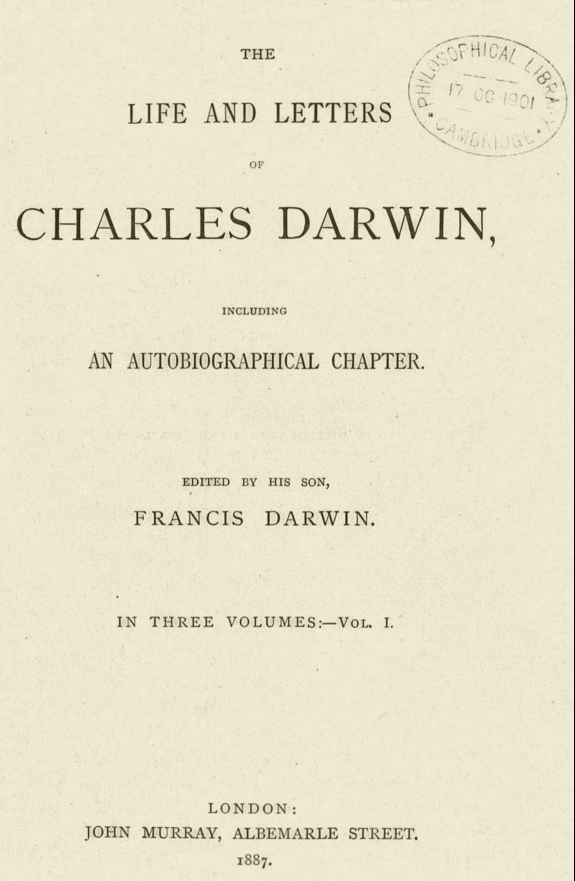 THE
LIFE AND LETTERS
OF
CHARLES DARWIN,
INCLUDING
AN AUTOBIOGRAPHICAL CHAPTER.
EDITED BY HIS SON,
FRANCIS DARWIN.
IN THREE VOLUMES:—VOL. I.
LONDON:
JOHN MURRAY, ALBEMARLE STREET.
1887.
PHILOSOPHICAL LIBRARY
17 OC 1901
CAMBRIDGE